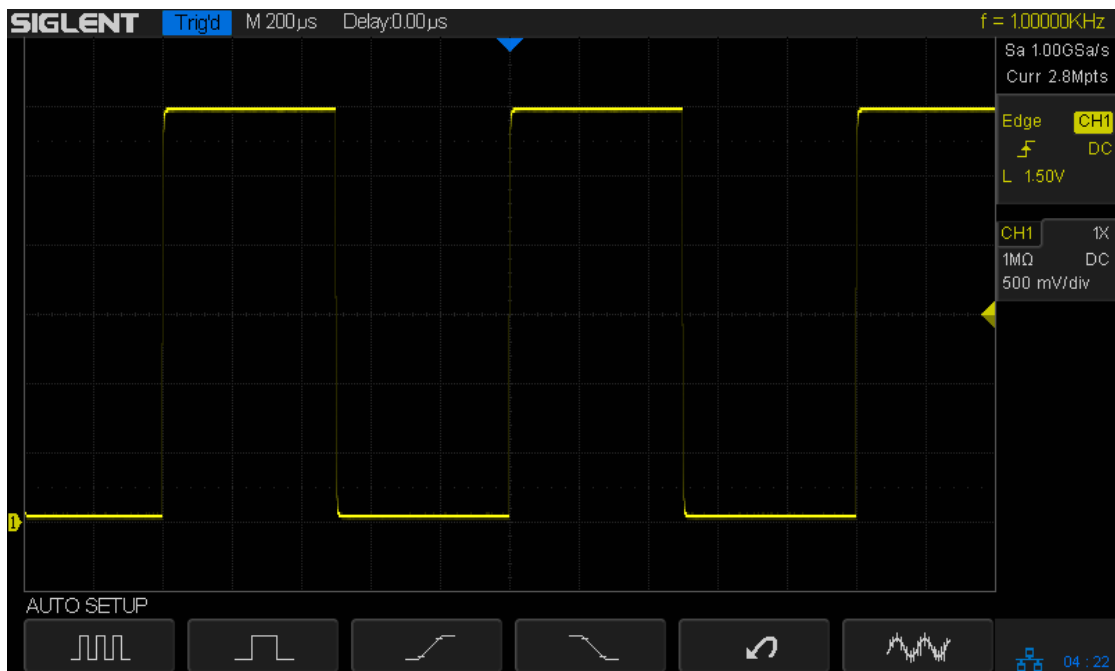 SIGLENT Trig'd M 200µs Delay:0.00µs f = 1.00000KHz
Sa 1.00GSa/s
Curr 2.8Mpts
Edge CH1
DC
L 1.50V
CH1 1X
1MΩ DC
500 mV/div
1
AUTO SETUP
04:22